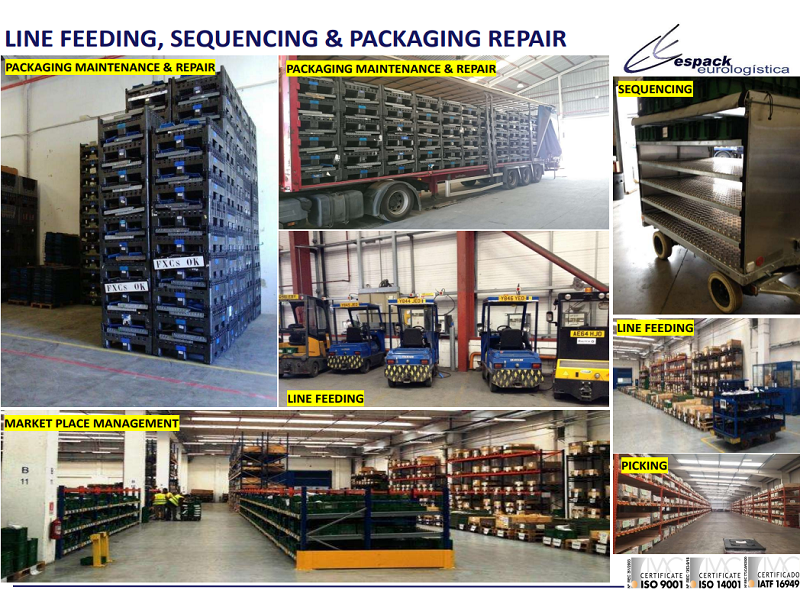 LINE FEEDING, SEQUENCING & PACKAGING REPAIR
espack
eurologística
PACKAGING MAINTENANCE & REPAIR
PACKAGING MAINTENANCE & REPAIR
SEQUENCING
FXCs OK
FXCs OK
LINE FEEDING
LINE FEEDING
MARKET PLACE MANAGEMENT
B
11
PICKING
CERTIFICATE
ISO 9001
CERTIFICATE
ISO 14001
CERTIFICADO
IATF 16949